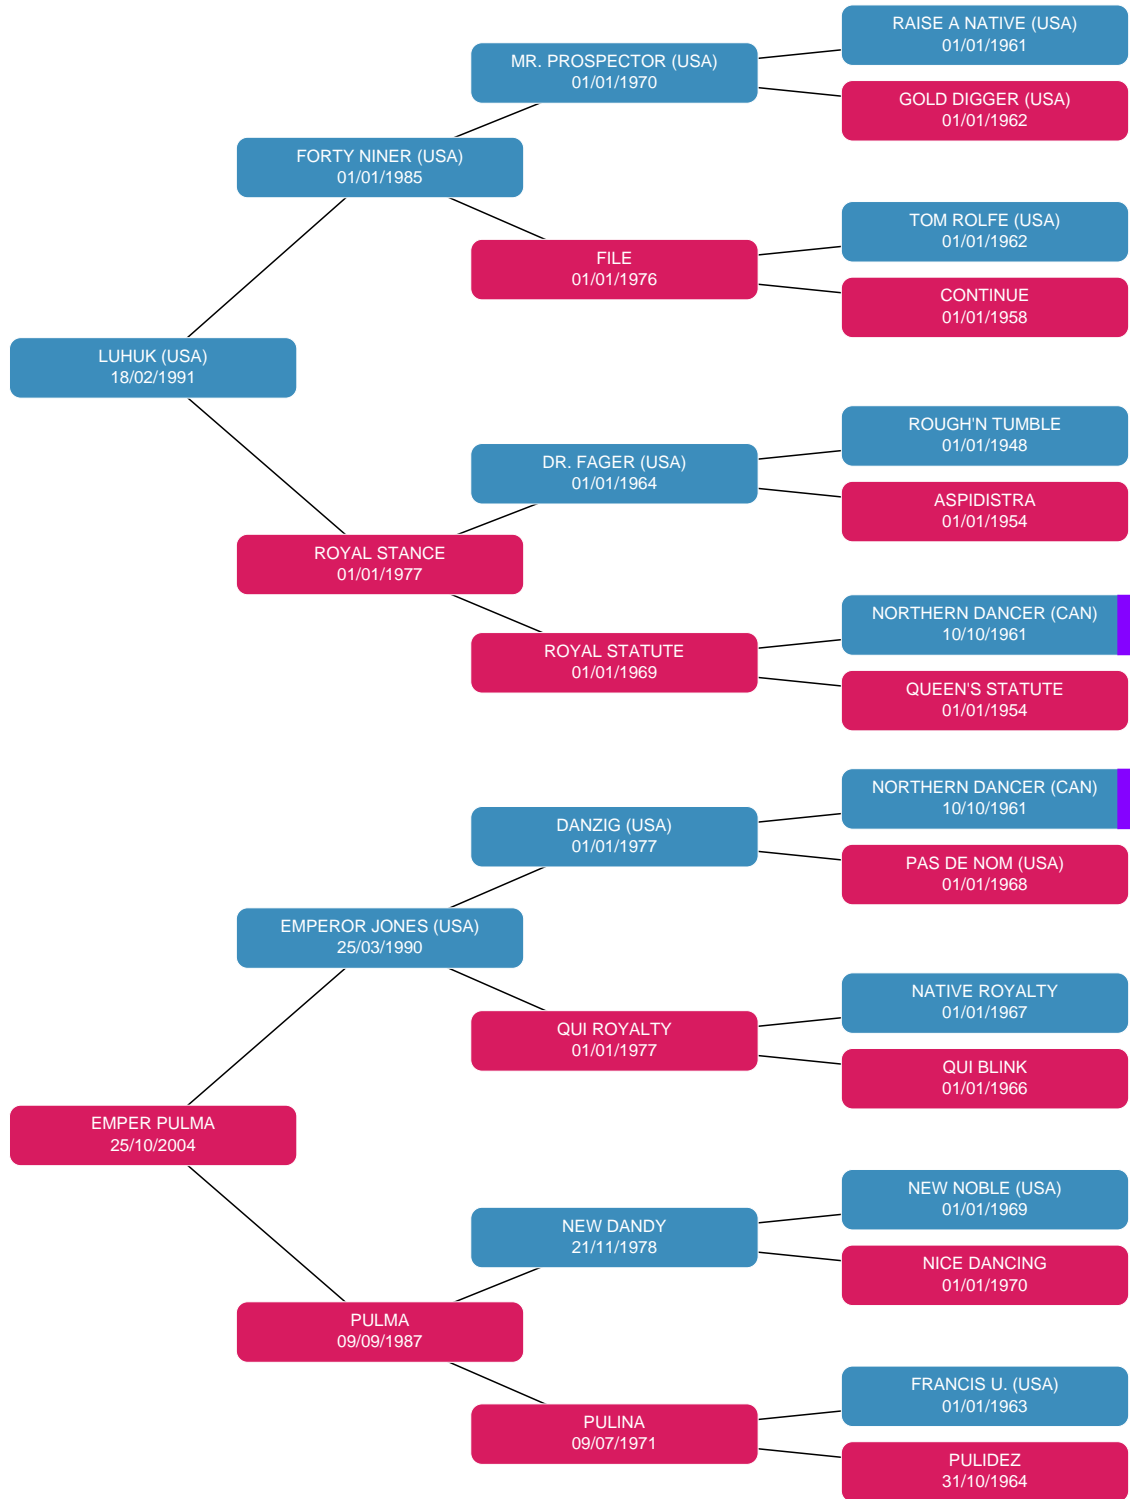 RAISE A NATIVE (USA)
01/01/1961
MR. PROSPECTOR (USA)
01/01/1970
GOLD DIGGER (USA)
01/01/1962
FORTY NINER (USA)
01/01/1985
TOM ROLFE (USA)
01/01/1962
FILE
01/01/1976
CONTINUE
01/01/1958
LUHUK (USA)
18/02/1991
ROUGH'N TUMBLE
01/01/1948
DR. FAGER (USA)
01/01/1964
ASPIDISTRA
01/01/1954
ROYAL STANCE
01/01/1977
NORTHERN DANCER (CAN)
10/10/1961
ROYAL STATUTE
01/01/1969
QUEEN'S STATUTE
01/01/1954
NORTHERN DANCER (CAN)
10/10/1961
DANZIG (USA)
01/01/1977
PAS DE NOM (USA)
01/01/1968
EMPEROR JONES (USA)
25/03/1990
NATIVE ROYALTY
01/01/1967
QUI ROYALTY
01/01/1977
QUI BLINK
01/01/1966
EMPER PULMA
25/10/2004
NEW NOBLE (USA)
01/01/1969
NEW DANDY
21/11/1978
NICE DANCING
01/01/1970
PULMA
09/09/1987
FRANCIS U. (USA)
01/01/1963
PULINA
09/07/1971
PULIDEZ
31/10/1964